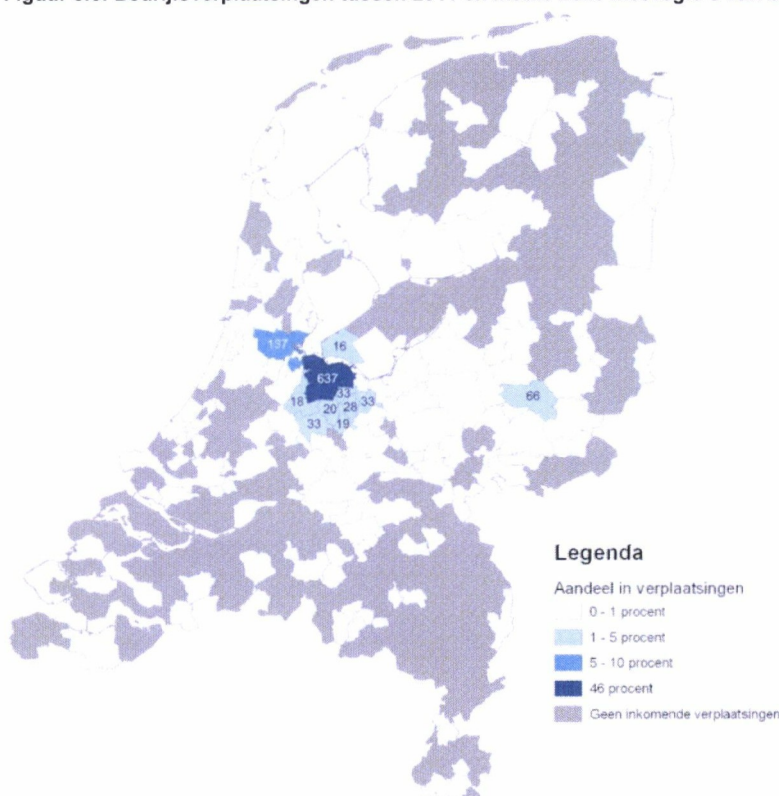 137
16
637
33
18
20
28
33
33
19
66
Legenda
Aandeel in verplaatsingen
0 - 1 procent
1 - 5 procent
5 - 10 procent
46 procent
Geen inkomende verplaatsingen